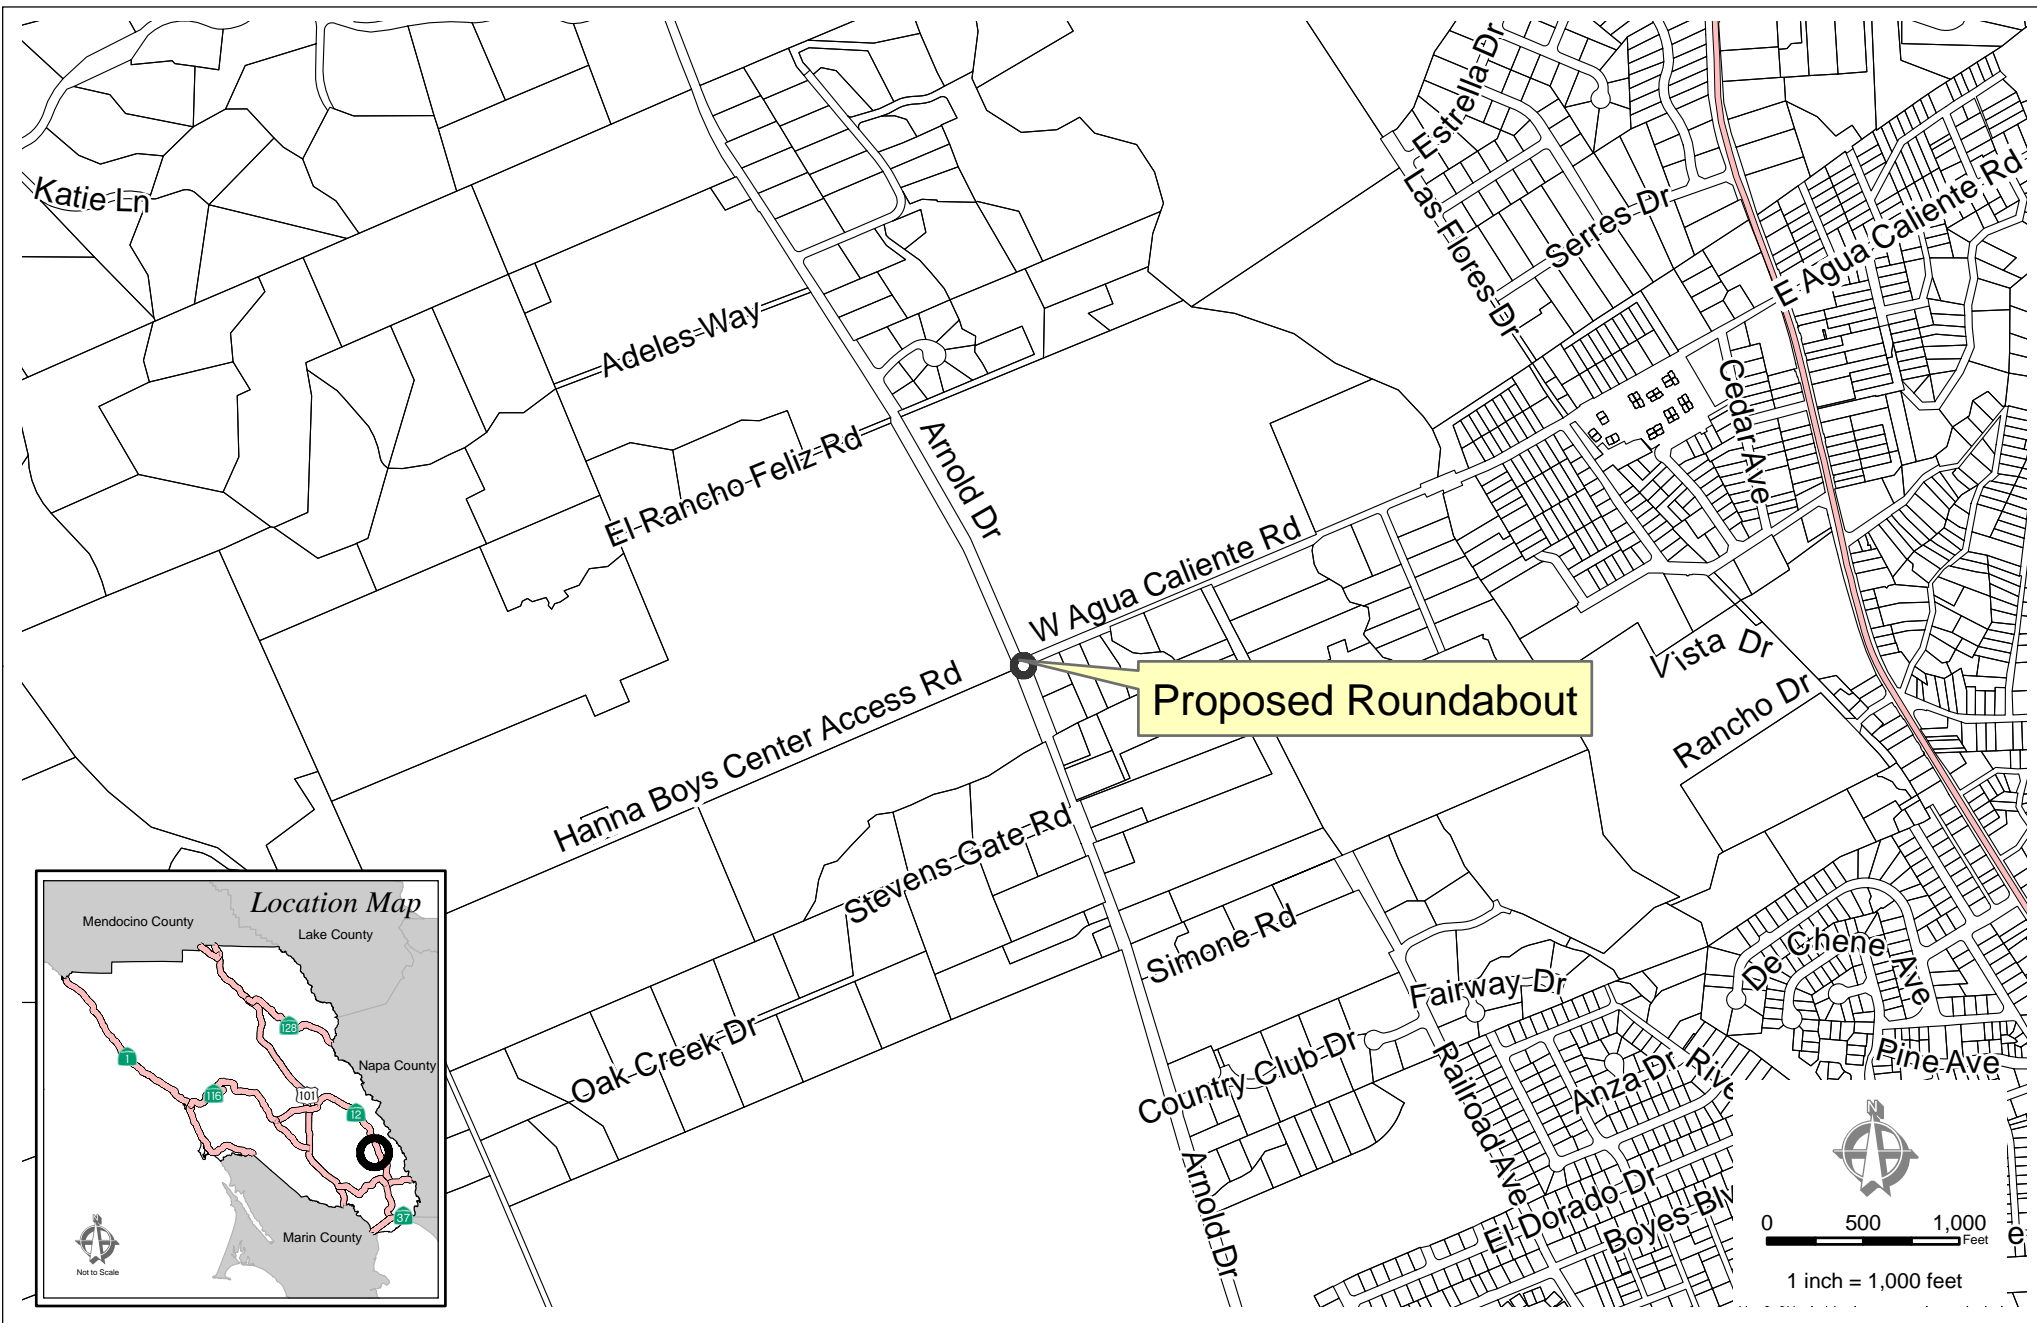 Estrella Dr
Katie Ln
Las Flores Dr
Serres Dr
E Agua Caliente Rd
Adeles Way
Cedar Ave
El Rancho Feliz Rd
Arnold Dr
W Agua Caliente Rd
Vista Dr
Proposed Roundabout
Rancho Dr
Hanna Boys Center Access Rd
Stevens Gate Rd
Simone Rd
De Chene Ave
Fairway Dr
Oak Creek Dr
Country Club Dr
Railroad Ave
Anza Dr
Rive
Pine Ave
Arnold Dr
El Dorado Dr
Boyes Blv
Location Map
Mendocino County
Lake County
128
1
Napa County
116
101
12
37
Marin County
N
Not to Scale
N
0 500 1,000
Feet
1 inch = 1,000 feet